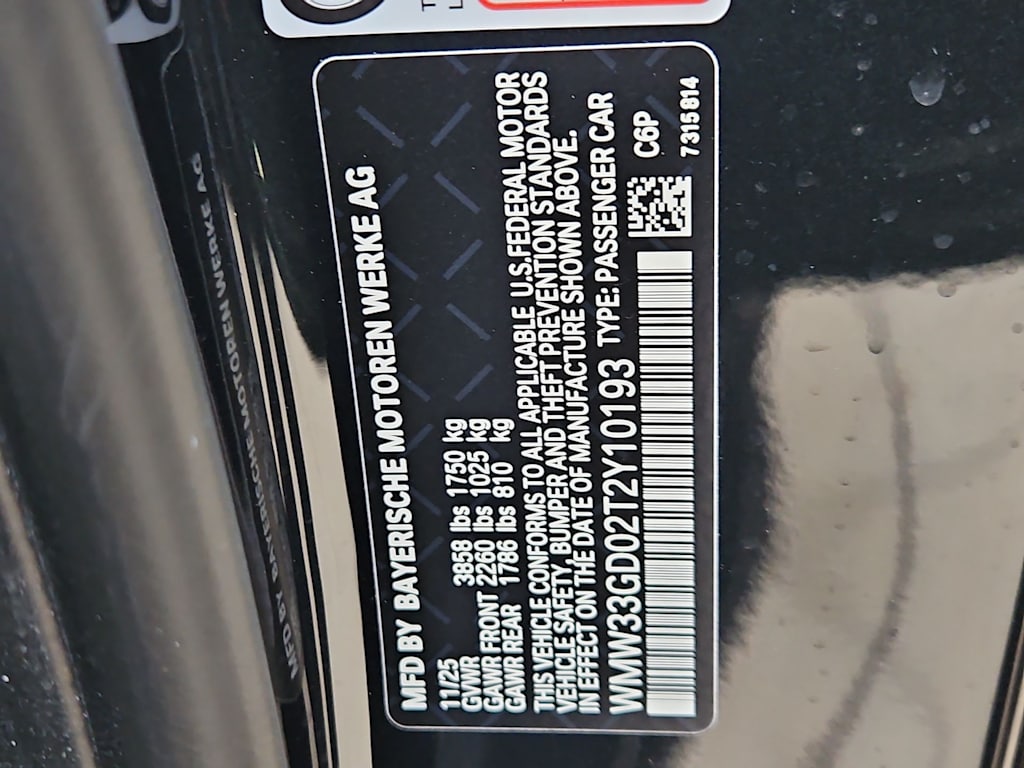 MFD BY BAYERISCHE MOTOREN WERKE AG
11/25
GVWR 3858 lbs 1750 kg
GAWR FRONT 2260 lbs 1025 kg
GAWR REAR 1786 lbs 810 kg
THIS VEHICLE CONFORMS TO ALL APPLICABLE U.S.FEDERAL MOTOR
VEHICLE SAFETY, BUMPER AND THEFT PREVENTION STANDARDS
IN EFFECT ON THE DATE OF MANUFACTURE SHOWN ABOVE.
WMW33GD02T2Y10193 TYPE: PASSENGER CAR
C6P
7315814
MFD BY BAYERISCHE MOTOREN WERKE AG